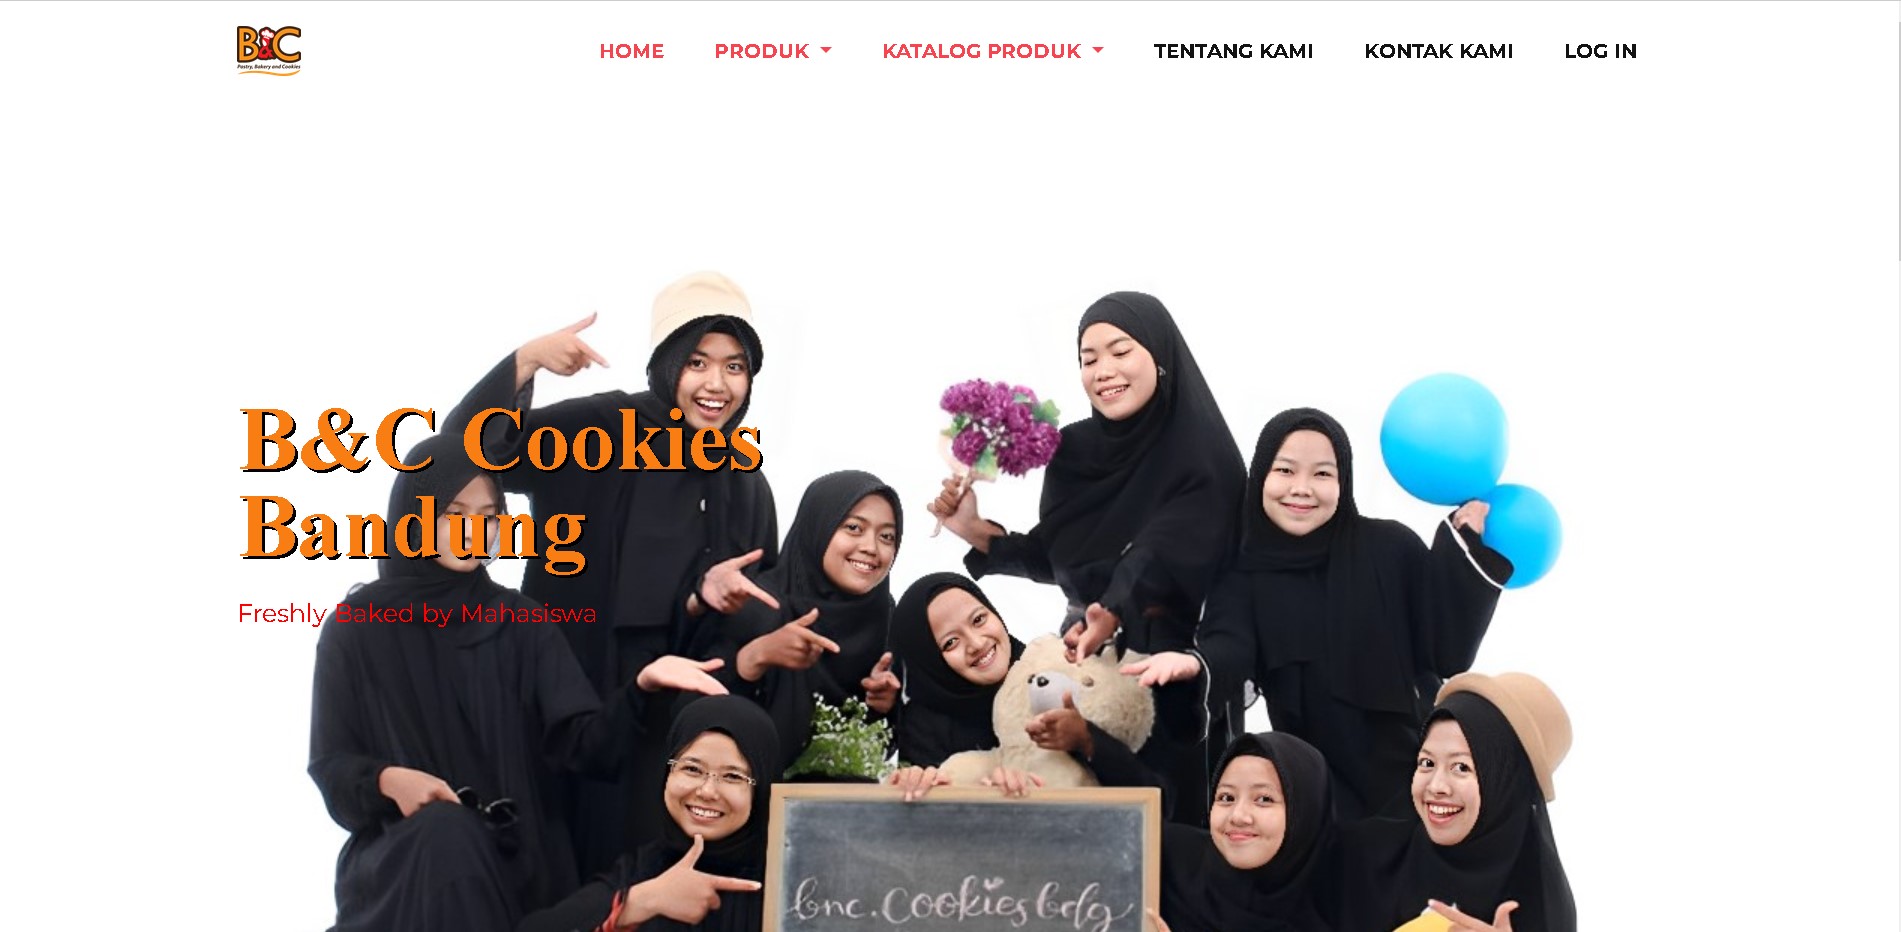 B&C
Pastry, Bakery and Cookies
HOME PRODUK KATALOG PRODUK TENTANG KAMI KONTAK KAMI LOG IN
B&C Cookies
Bandung
Freshly Baked by Mahasiswa
bnc.Cookies bdg